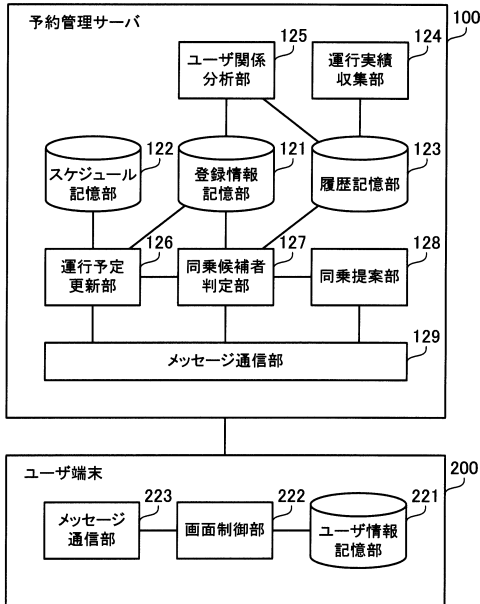 予約管理サーバ
100
125
124
ユーザ関係
分析部
運行実績
収集部
122
121
123
スケジュール
記憶部
登録情報
記憶部
履歴記憶部
126
127
128
運行予定
更新部
同乗候補者
判定部
同乗提案部
129
メッセージ通信部
ユーザ端末
200
223
222
221
メッセージ
通信部
画面制御部
ユーザ情報
記憶部